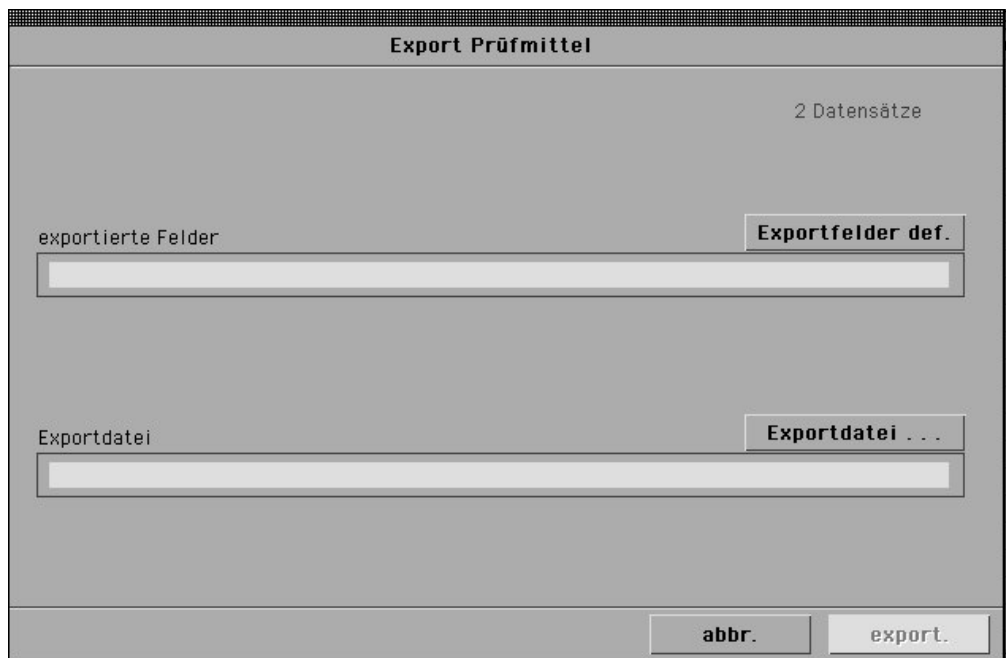 Export Prüfmittel
2 Datensätze
exportierte Felder
Exportfelder def.
Exportdatei
Exportdatei ...
abbr.
export.